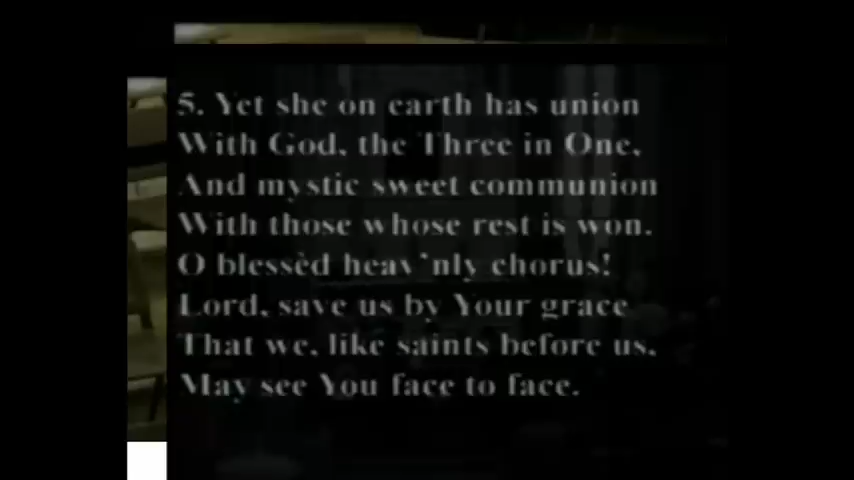 5. Yet she on earth has union
With God, the Three in One,
And mystic sweet communion
With those whose rest is won.
O blessèd heav'nly chorus!
Lord, save us by Your grace
That we, like saints before us,
May see You face to face.